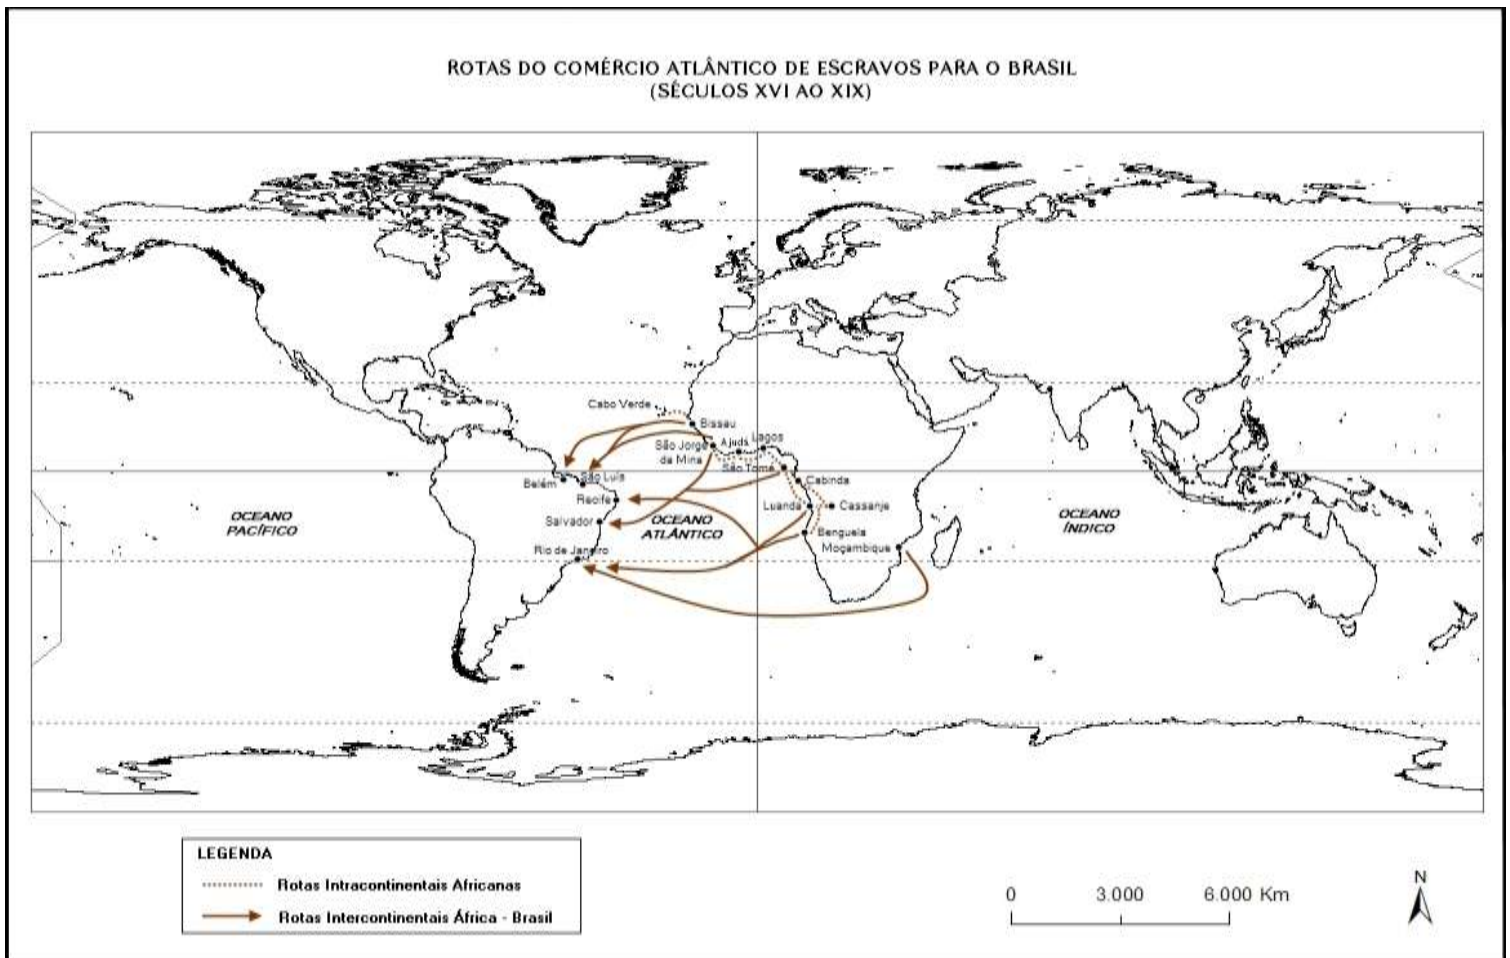 ROTAS DO COMÉRCIO ATLÂNTICO DE ESCRAVOS PARA O BRASIL
(SÉCULOS XVI AO XIX)
Cabo Verde
Bissau
São Jorge
da Mina
Ajudá
Lagos
São Tomé
Cabinda
Belém
São Luís
Recife
Luanda
Cassanje
Salvador
OCEANO
PACÍFICO
OCEANO
ATLÂNTICO
OCEANO
ÍNDICO
Benguela
Rio de Janeiro
Moçambique
LEGENDA
Rotas Intracontinentais Africanas
Rotas Intercontinentais África - Brasil
0 3.000 6.000 Km
N